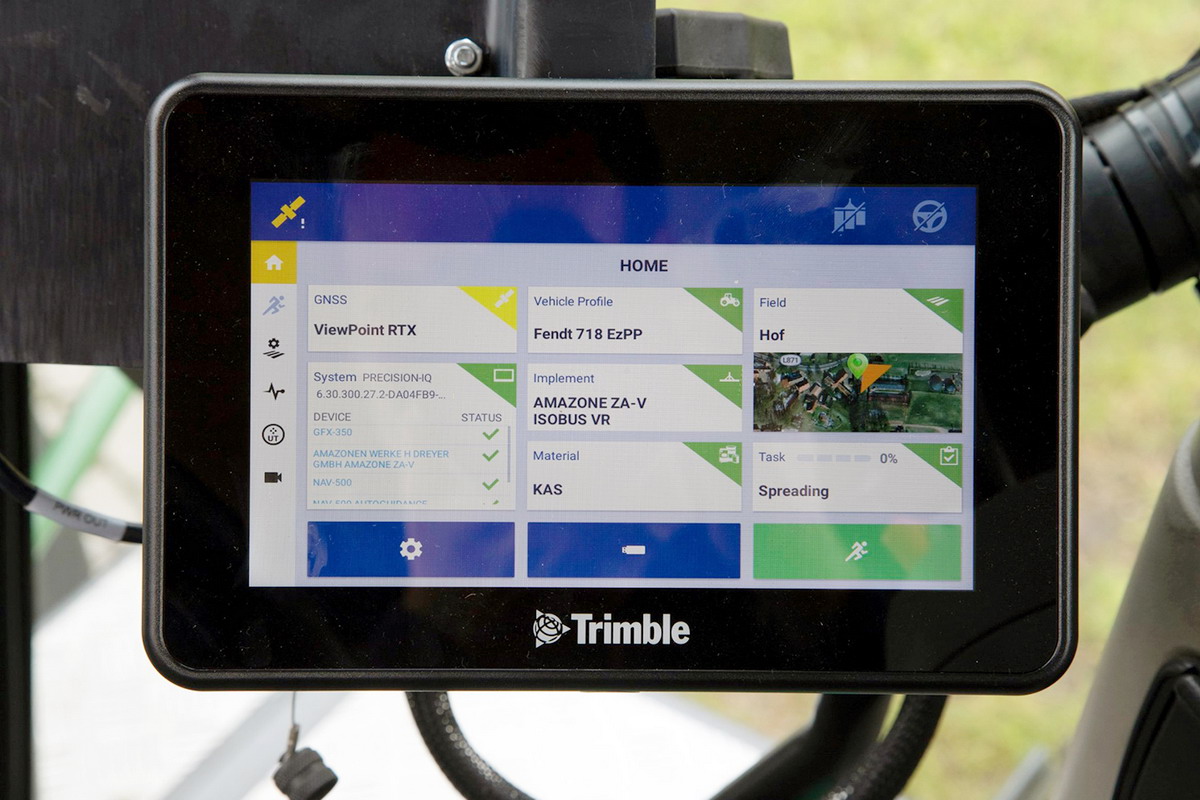 HOME
GNSS
ViewPoint RTX
Vehicle Profile
Fendt 718 EzPP
Field
Hof
L871
System PRECISION-IQ
6.30.300.27.2-DA04FB9-...
DEVICE STATUS
GFX-350
AMAZONEN WERKE H DREYER
GMBH AMAZONE ZA-V
NAV-500
NAV-500 AUTOGUIDANCE
Implement
AMAZONE ZA-V
ISOBUS VR
Material
KAS
Task 0%
Spreading
UT
PWR OUT
Trimble